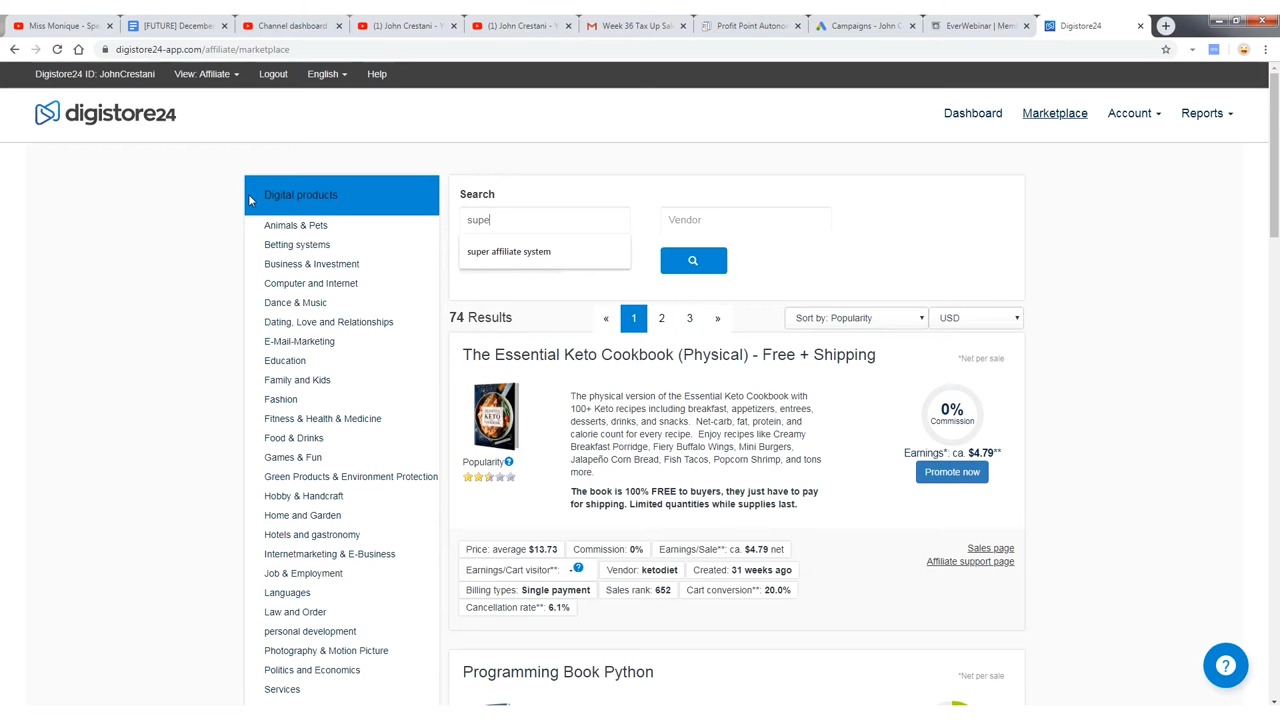 Miss Monique - Spe
[FUTURE] December
Channel dashboard
(1) John Crestani - Y
(1) John Crestani - Y
Week 36 Tax Up Sal
Profit Point Autonom
Campaigns - John C
EverWebinar | Mem
Digistore24
digistore24-app.com/affiliate/marketplace
Digistore24 ID: JohnCrestani
View: Affiliate
Logout
English
Help
digistore24
Dashboard
Marketplace
Account
Reports
Digital products
Animals & Pets
Betting systems
Business & Investment
Computer and Internet
Dance & Music
Dating, Love and Relationships
E-Mail-Marketing
Education
Family and Kids
Fashion
Fitness & Health & Medicine
Food & Drinks
Games & Fun
Green Products & Environment Protection
Hobby & Handcraft
Home and Garden
Hotels and gastronomy
Internetmarketing & E-Business
Job & Employment
Languages
Law and Order
personal development
Photography & Motion Picture
Politics and Economics
Services
Search
supe
Vendor
super affiliate system
74 Results
« 1 2 3 »
Sort by: Popularity
USD
The Essential Keto Cookbook (Physical) - Free + Shipping
*Net per sale
The physical version of the Essential Keto Cookbook with
100+ Keto recipes including breakfast, appetizers, entrees,
desserts, drinks, and snacks. Net-carb, fat, protein, and
calorie count for every recipe. Enjoy recipes like Creamy
Breakfast Porridge, Fiery Buffalo Wings, Mini Burgers,
Jalapeño Corn Bread, Fish Tacos, Popcorn Shrimp, and tons
more.
The book is 100% FREE to buyers, they just have to pay
for shipping. Limited quantities while supplies last.
KETO
Popularity
0%
Commission
Earnings*: ca. $4.79**
Promote now
Price: average $13.73
Commission: 0%
Earnings/Sale**: ca. $4.79 net
Earnings/Cart visitor**: -
Vendor: ketodiet
Created: 31 weeks ago
Billing types: Single payment
Sales rank: 652
Cart conversion**: 20.0%
Cancellation rate**: 6.1%
Sales page
Affiliate support page
Programming Book Python
*Net per sale